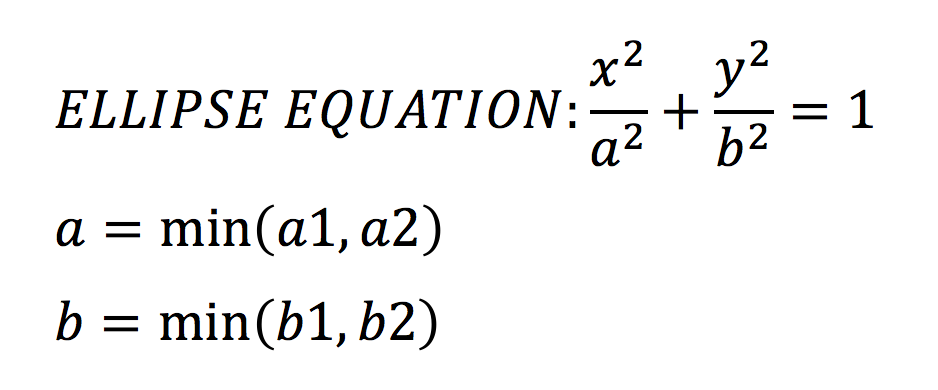 ELLIPSE EQUATION: x²/a² + y²/b² = 1
a = min(a1, a2)
b = min(b1, b2)